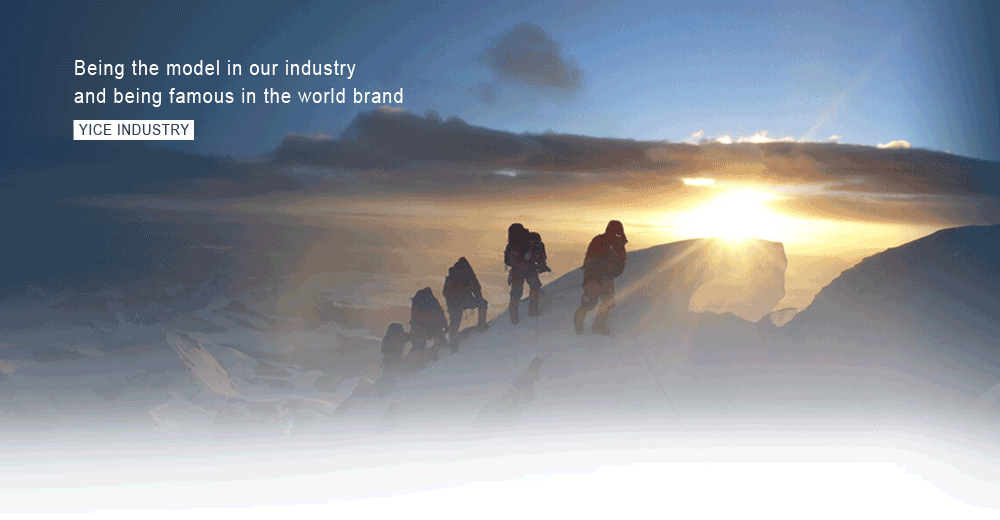 Being the model in our industry
and being famous in the world brand
YICE INDUSTRY